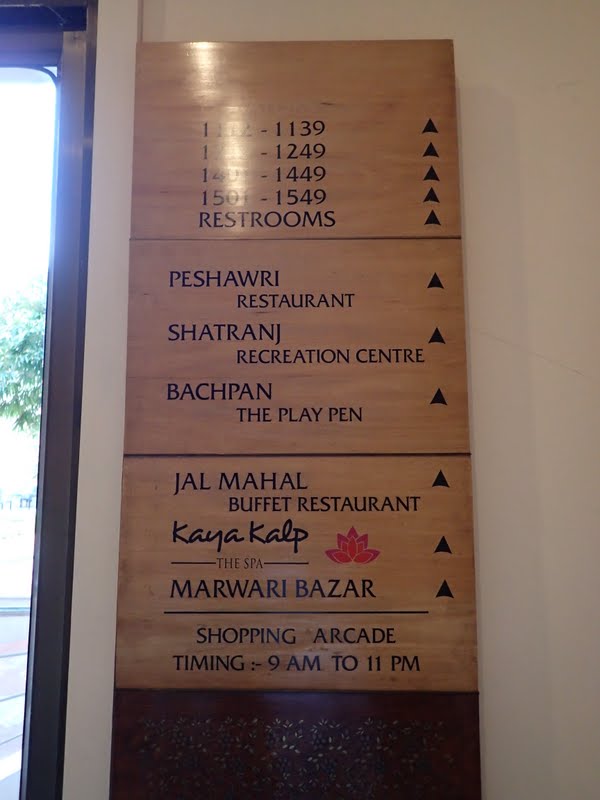 - 1139
- 1249
- 1449
1501 - 1549
RESTROOMS
PESHAWRI
RESTAURANT
SHATRANJ
RECREATION CENTRE
BACHPAN
THE PLAY PEN
JAL MAHAL
BUFFET RESTAURANT
Kaya Kalp
THE SPA
MARWARI BAZAR
SHOPPING ARCADE
TIMING :- 9 AM TO 11 PM